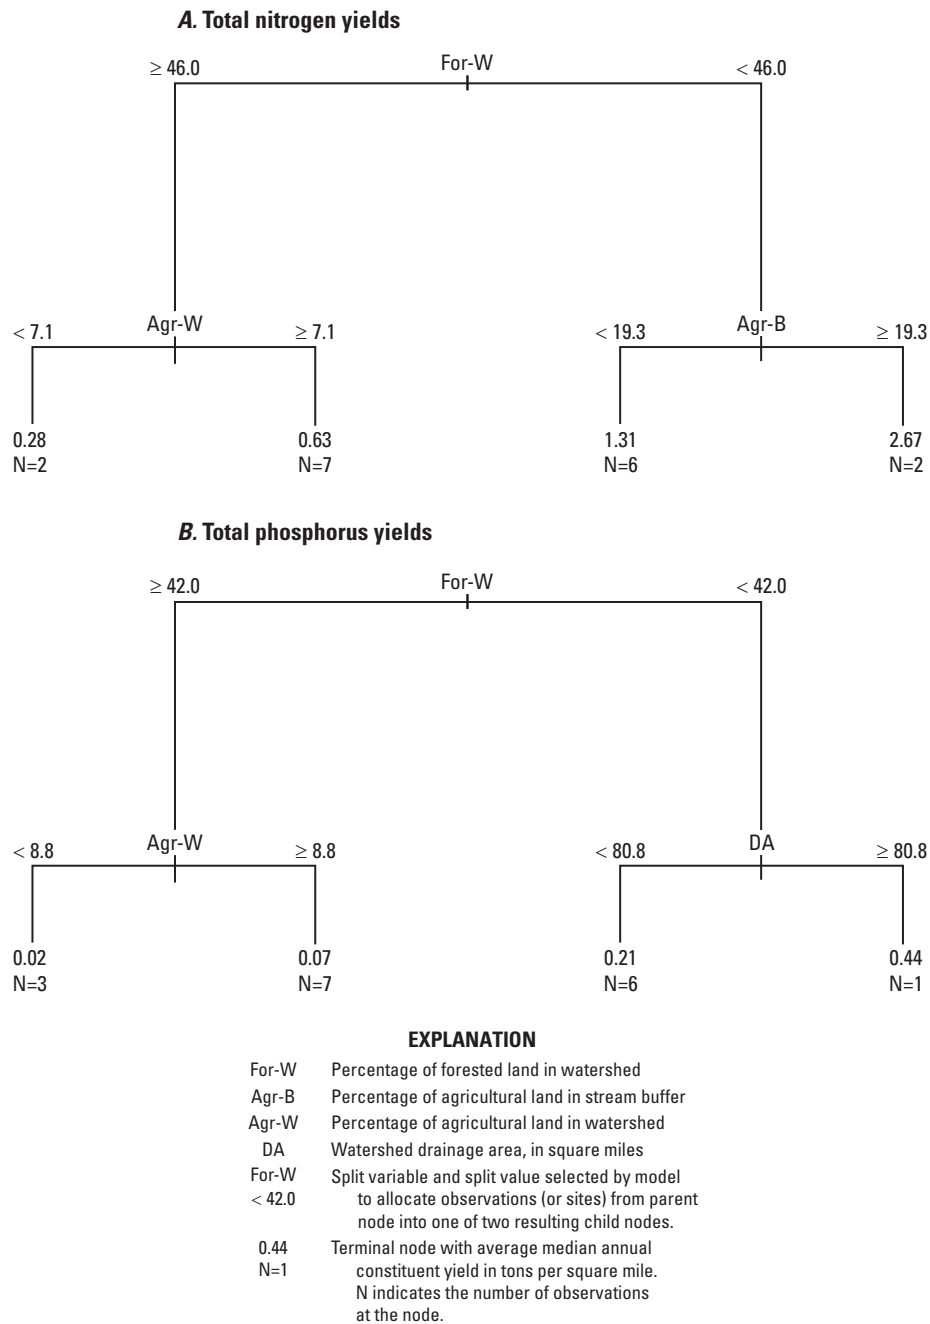 A. Total nitrogen yields
≥ 46.0 For-W < 46.0
< 7.1 Agr-W ≥ 7.1 < 19.3 Agr-B ≥ 19.3
0.28 0.63 1.31 2.67
N=2 N=7 N=6 N=2
B. Total phosphorus yields
≥ 42.0 For-W < 42.0
< 8.8 Agr-W ≥ 8.8 < 80.8 DA ≥ 80.8
0.02 0.07 0.21 0.44
N=3 N=7 N=6 N=1
EXPLANATION
For-W Percentage of forested land in watershed
Agr-B Percentage of agricultural land in stream buffer
Agr-W Percentage of agricultural land in watershed
DA Watershed drainage area, in square miles
For-W Split variable and split value selected by model
< 42.0 to allocate observations (or sites) from parent
node into one of two resulting child nodes.
0.44 Terminal node with average median annual
N=1 constituent yield in tons per square mile.
N indicates the number of observations
at the node.